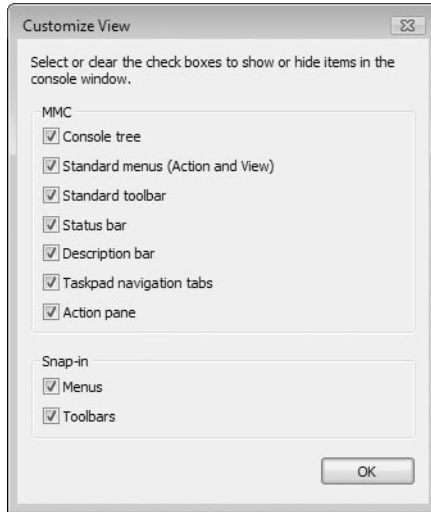 Customize View
Select or clear the check boxes to show or hide items in the
console window.
MMC
Console tree
Standard menus (Action and View)
Standard toolbar
Status bar
Description bar
Taskpad navigation tabs
Action pane
Snap-in
Menus
Toolbars
OK